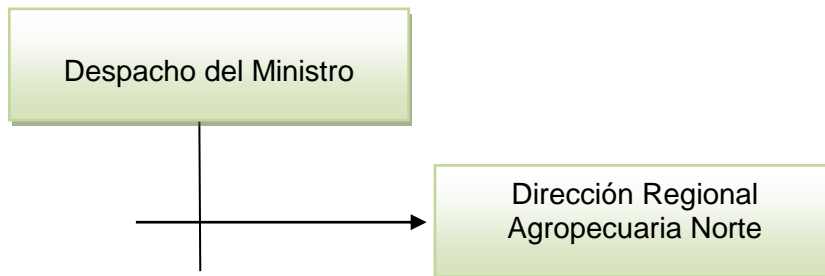 Despacho del Ministro
Dirección Regional
Agropecuaria Norte